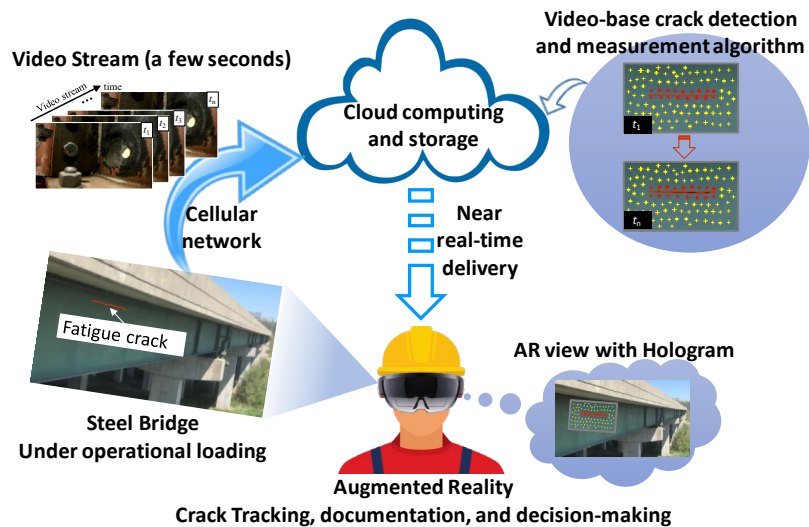 Video Stream (a few seconds)
Video stream
time
...
t1
t2
t3
tn
Cloud computing
and storage
Video-base crack detection
and measurement algorithm
t1
tn
Cellular
network
Near
real-time
delivery
Fatigue crack
Steel Bridge
Under operational loading
AR view with Hologram
Augmented Reality
Crack Tracking, documentation, and decision-making